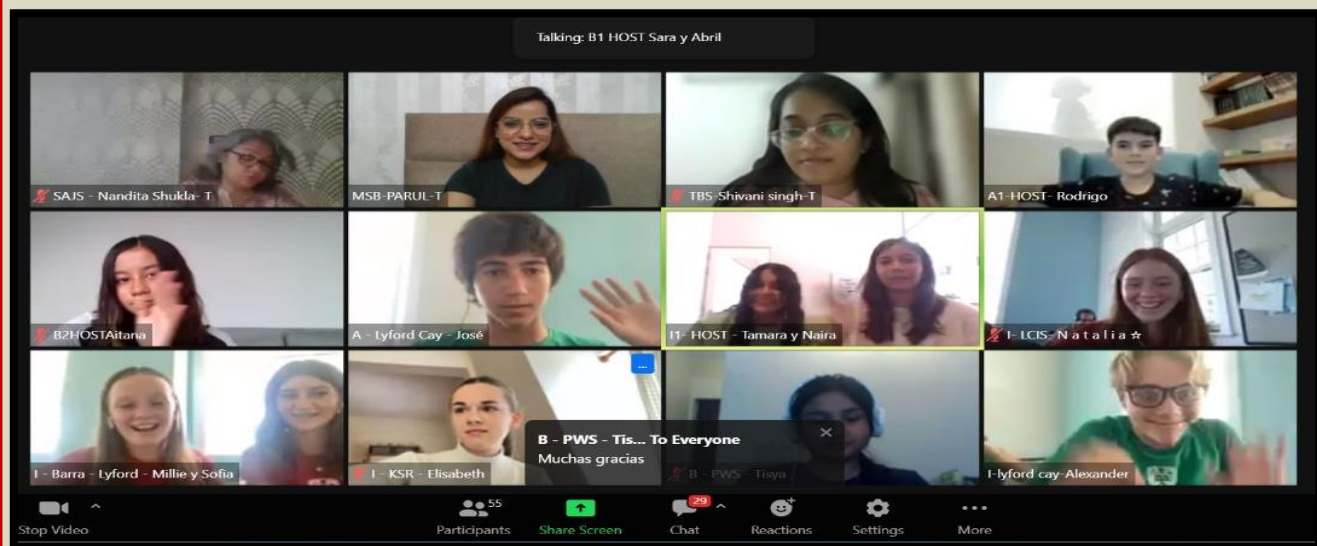 Talking: B1 HOST Sara y Abril
SAJS - Nandita Shukla- T
MSB-PARUL-T
TBS-Shivani singh-T
A1-HOST- Rodrigo
B2HOSTAitana
A - Lyford Cay - José
I1- HOST - Tamara y Naira
I- LCIS- N a t a l i a ☆
I - Barra - Lyford - Millie y Sofia
I - KSR - Elisabeth
B - PWS - Tis... To Everyone
Muchas gracias
B - PWS - Tisya
I-lyford cay-Alexander
Stop Video
55
Participants
Share Screen
29
Chat
Reactions
Settings
More